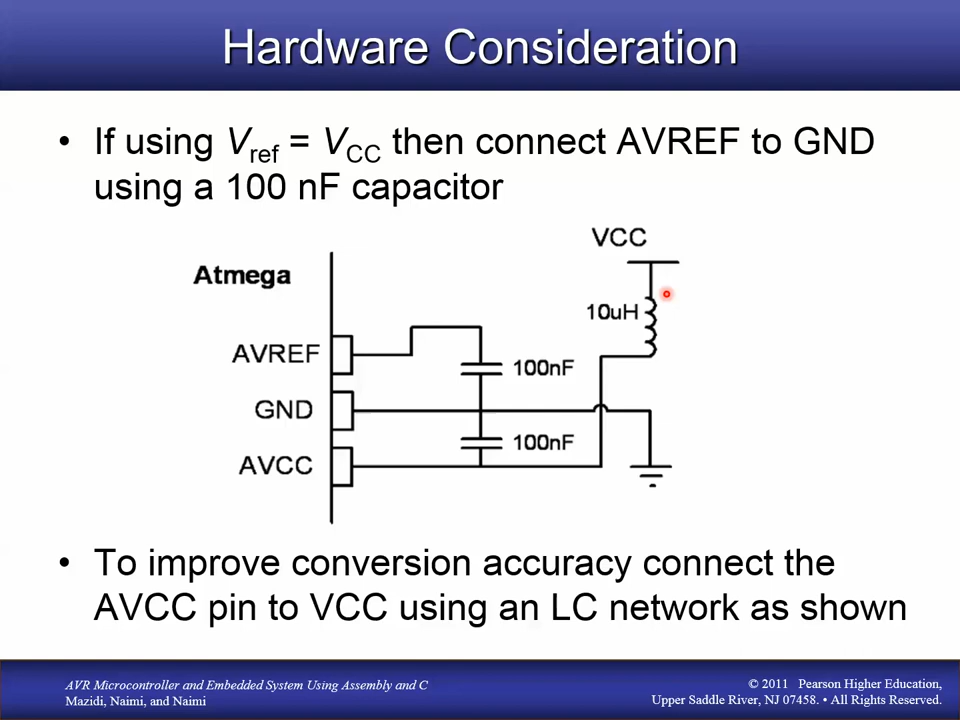 Hardware Consideration
• If using Vref = VCC then connect AVREF to GND
using a 100 nF capacitor
VCC
Atmega
10uH
AVREF
100nF
GND
100nF
AVCC
• To improve conversion accuracy connect the
AVCC pin to VCC using an LC network as shown
AVR Microcontroller and Embedded System Using Assembly and C
Mazidi, Naimi, and Naimi
© 2011 Pearson Higher Education,
Upper Saddle River, NJ 07458. • All Rights Reserved.